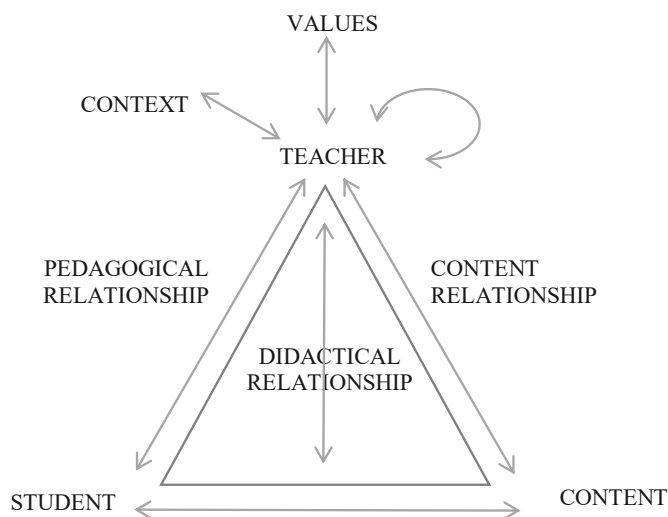 VALUES
CONTEXT
TEACHER
PEDAGOGICAL
RELATIONSHIP
CONTENT
RELATIONSHIP
DIDACTICAL
RELATIONSHIP
STUDENT
CONTENT